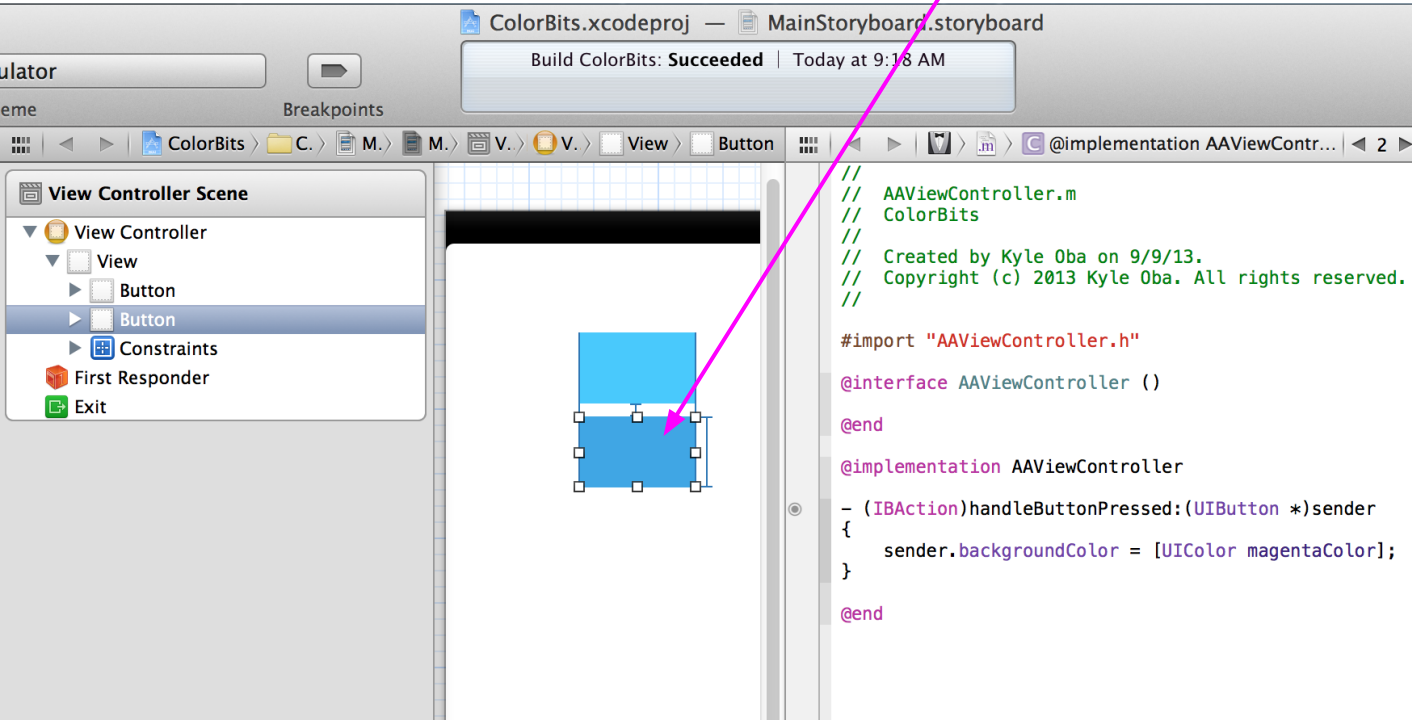 ColorBits.xcodeproj — MainStoryboard.storyboard
Build ColorBits: Succeeded | Today at 9:18 AM
ulator
eme
Breakpoints
ColorBits C. M. M. V. V. View Button
.m C @implementation AAViewContr... 2
View Controller Scene
View Controller
View
Button
Button
Constraints
First Responder
Exit
//
// AAViewController.m
// ColorBits
//
// Created by Kyle Oba on 9/9/13.
// Copyright (c) 2013 Kyle Oba. All rights reserved.
//
#import "AAViewController.h"
@interface AAViewController ()
@end
@implementation AAViewController
- (IBAction)handleButtonPressed:(UIButton *)sender
{
sender.backgroundColor = [UIColor magentaColor];
}
@end